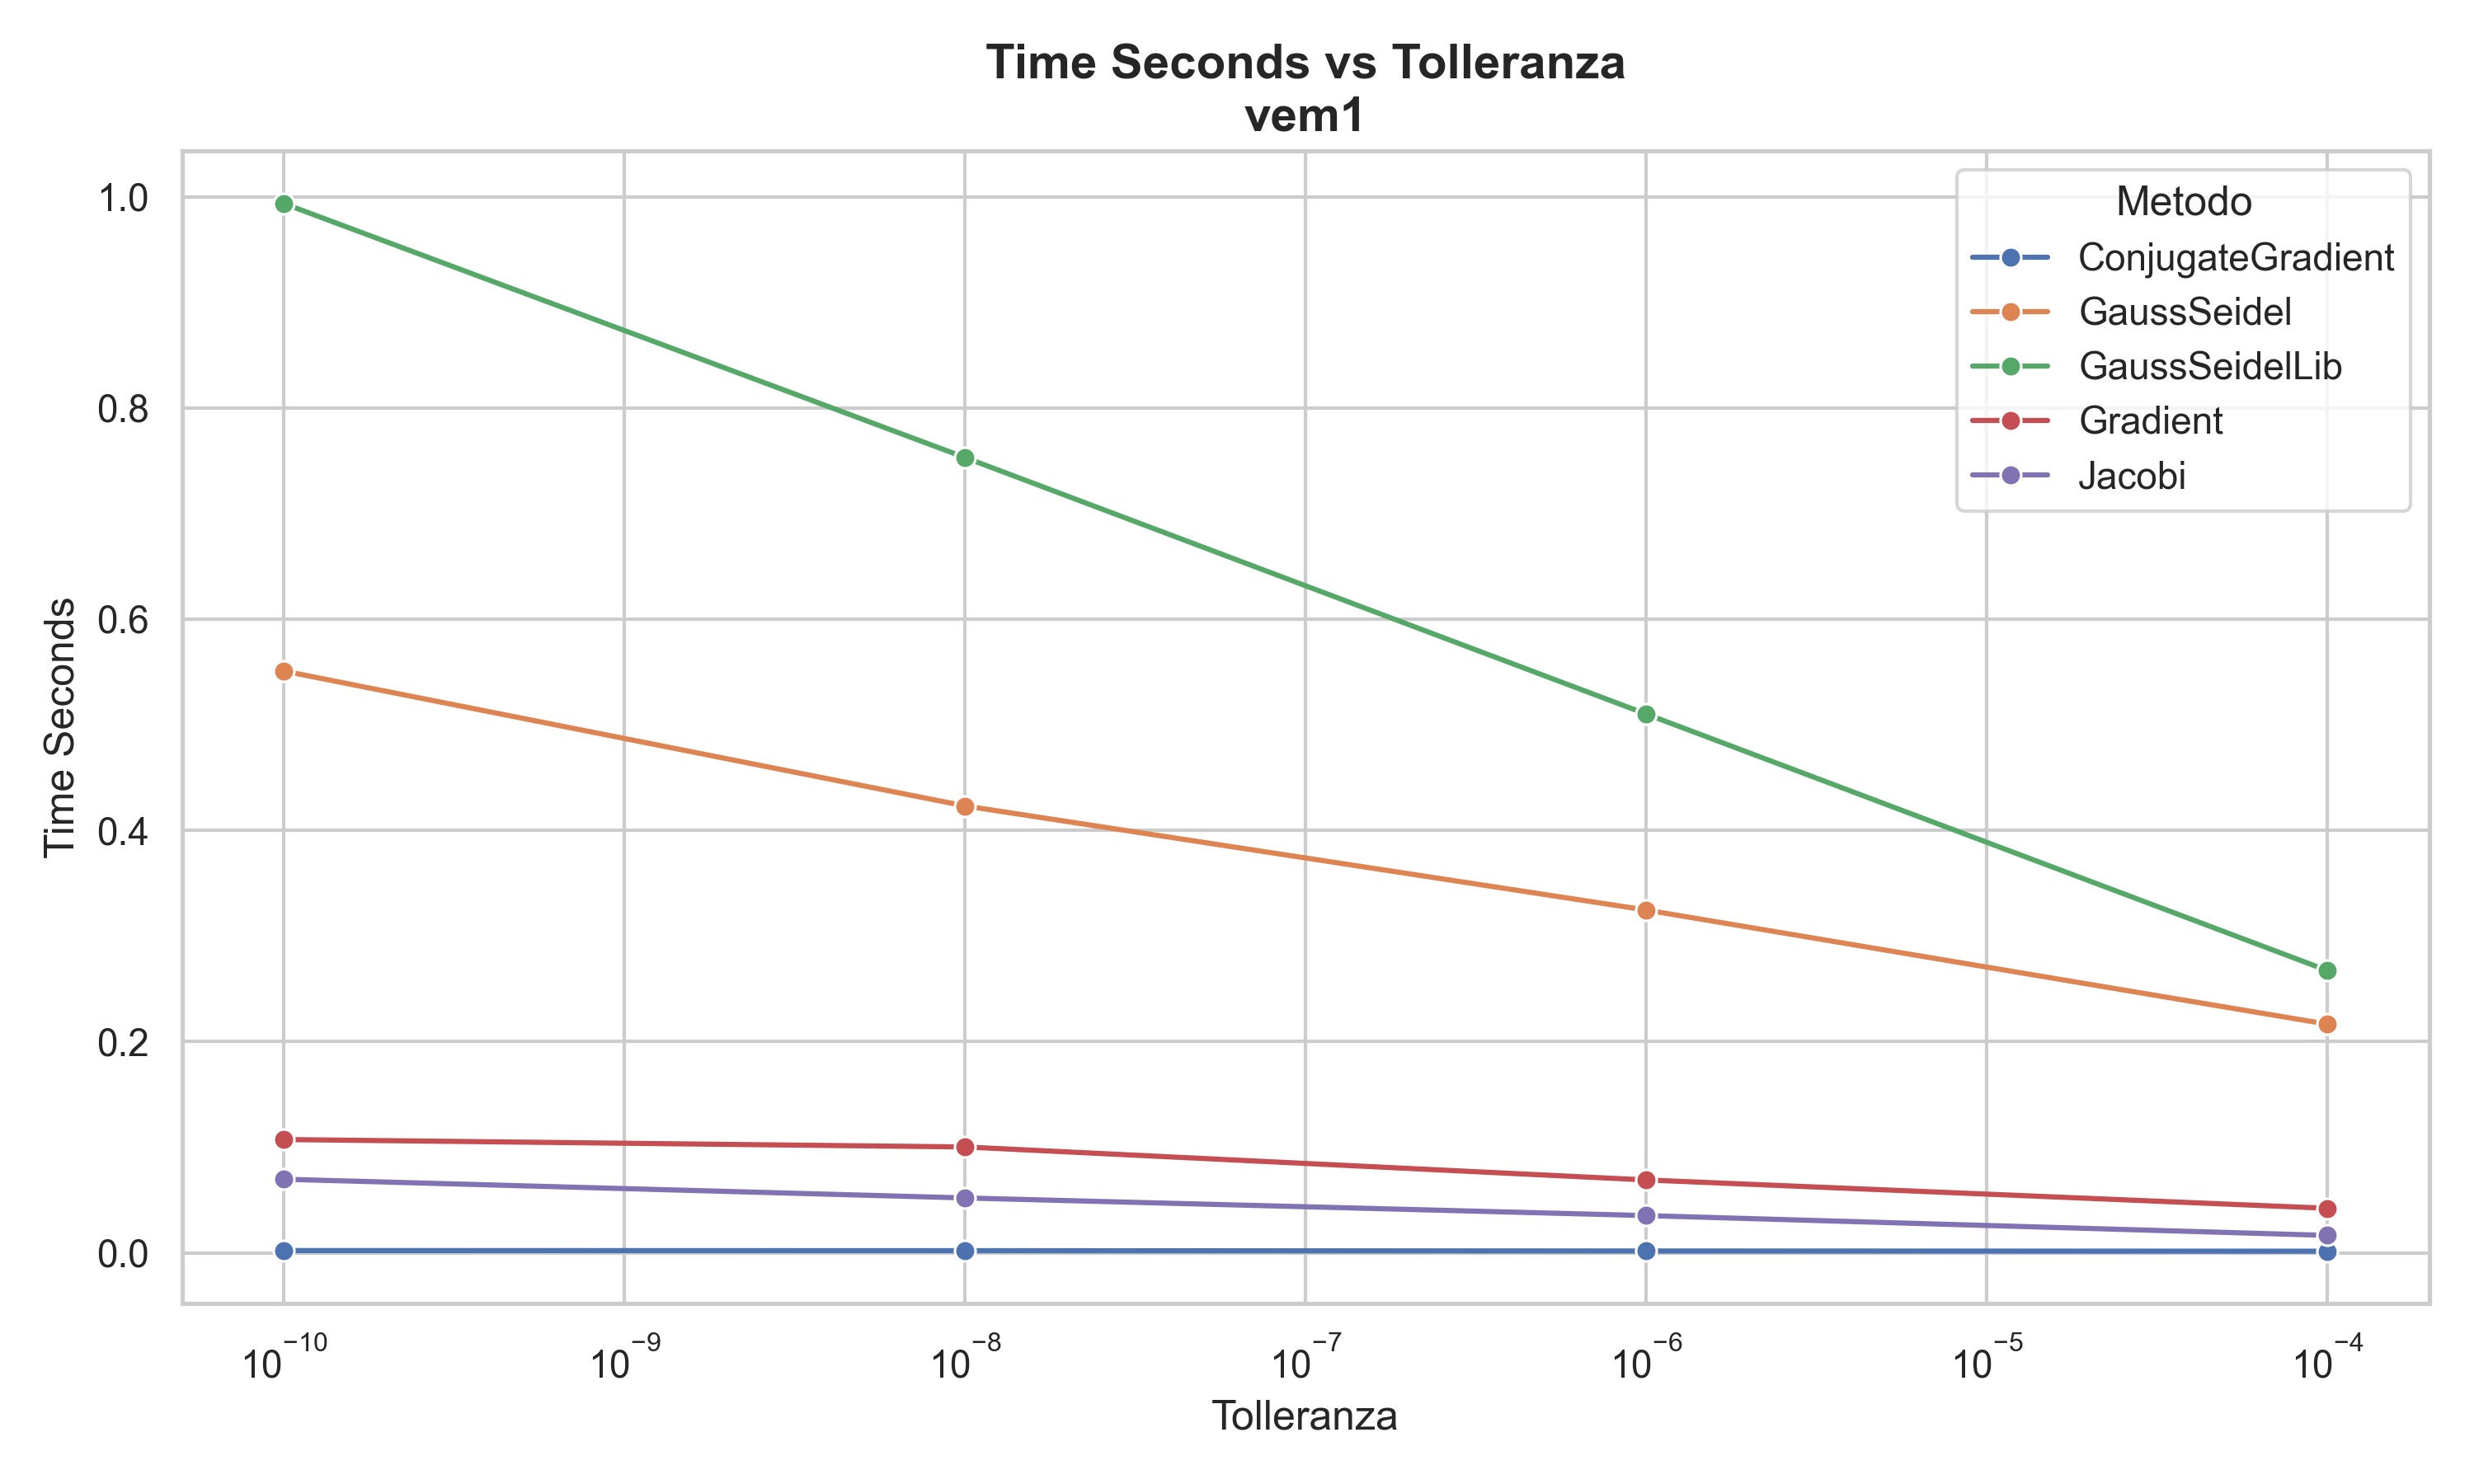 Time Seconds vs Tolleranza
vem1
Metodo
ConjugateGradient
GaussSeidel
GaussSeidelLib
Gradient
Jacobi
Time Seconds
1.0
0.8
0.6
0.4
0.2
0.0
10⁻¹⁰ 10⁻⁹ 10⁻⁸ 10⁻⁷ 10⁻⁶ 10⁻⁵ 10⁻⁴
Tolleranza